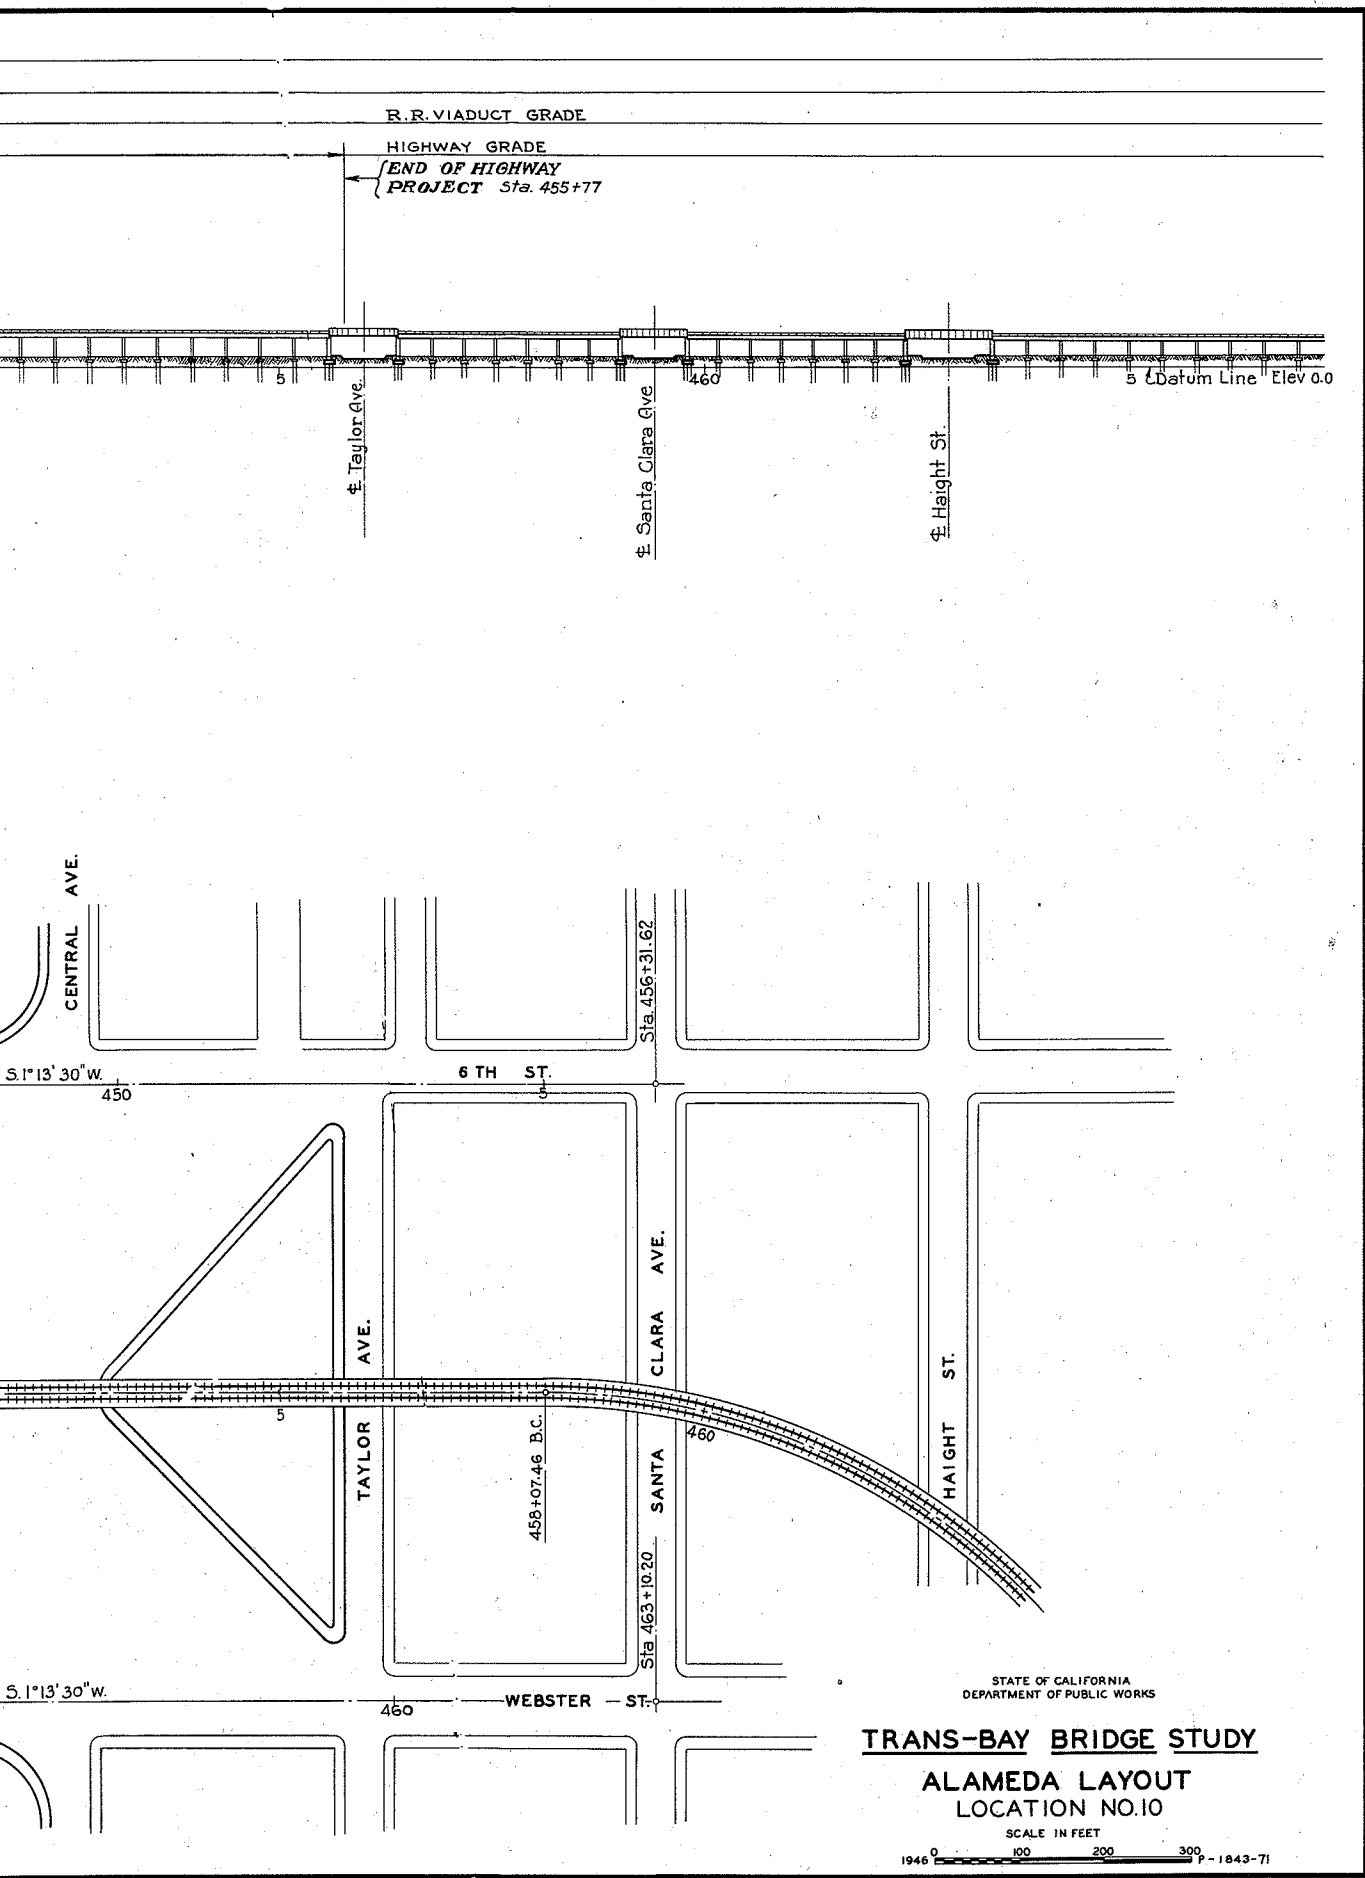 R.R. VIADUCT GRADE
HIGHWAY GRADE
END OF HIGHWAY
PROJECT Sta. 455+77
5
460
5
Datum Line Elev 0.0
℄ Taylor Ave.
℄ Santa Clara Ave
℄ Haight St.
CENTRAL AVE.
Sta. 456+31.62
S.1°13'30"W.
450
6 TH ST.
5
TAYLOR AVE.
SANTA CLARA AVE.
HAIGHT ST.
5
460
458+07.46 B.C.
Sta 463+10.20
S.1°13'30"W.
460
WEBSTER ST.
STATE OF CALIFORNIA
DEPARTMENT OF PUBLIC WORKS
TRANS-BAY BRIDGE STUDY
ALAMEDA LAYOUT
LOCATION NO.10
SCALE IN FEET
0 100 200 300
1946 P-1843-71